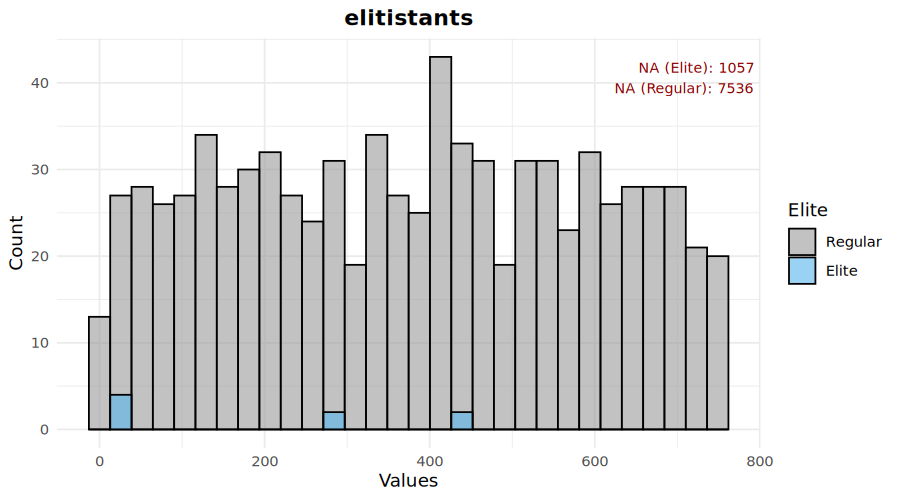 elitistants
NA (Elite): 1057
NA (Regular): 7536
40
30
20
10
0
Count
0 200 400 600 800
Values
Elite
Regular
Elite